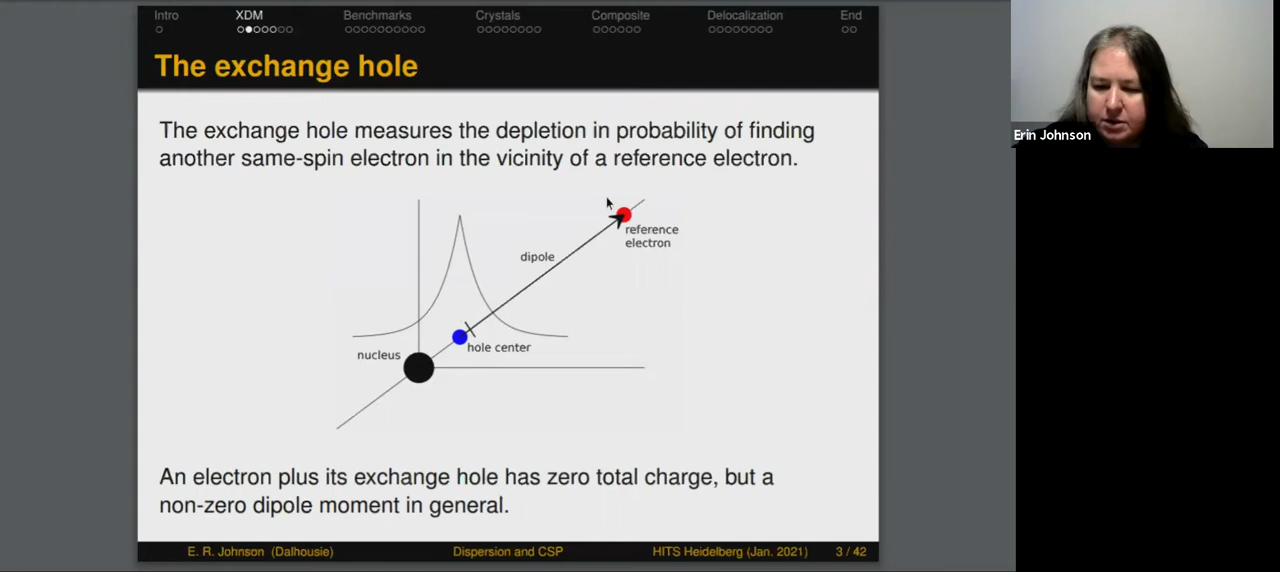 Intro XDM Benchmarks Crystals Composite Delocalization End
The exchange hole
Erin Johnson
The exchange hole measures the depletion in probability of finding
another same-spin electron in the vicinity of a reference electron.
reference
electron
dipole
hole center
nucleus
An electron plus its exchange hole has zero total charge, but a
non-zero dipole moment in general.
E. R. Johnson (Dalhousie) Dispersion and CSP HITS Heidelberg (Jan. 2021) 3 / 42